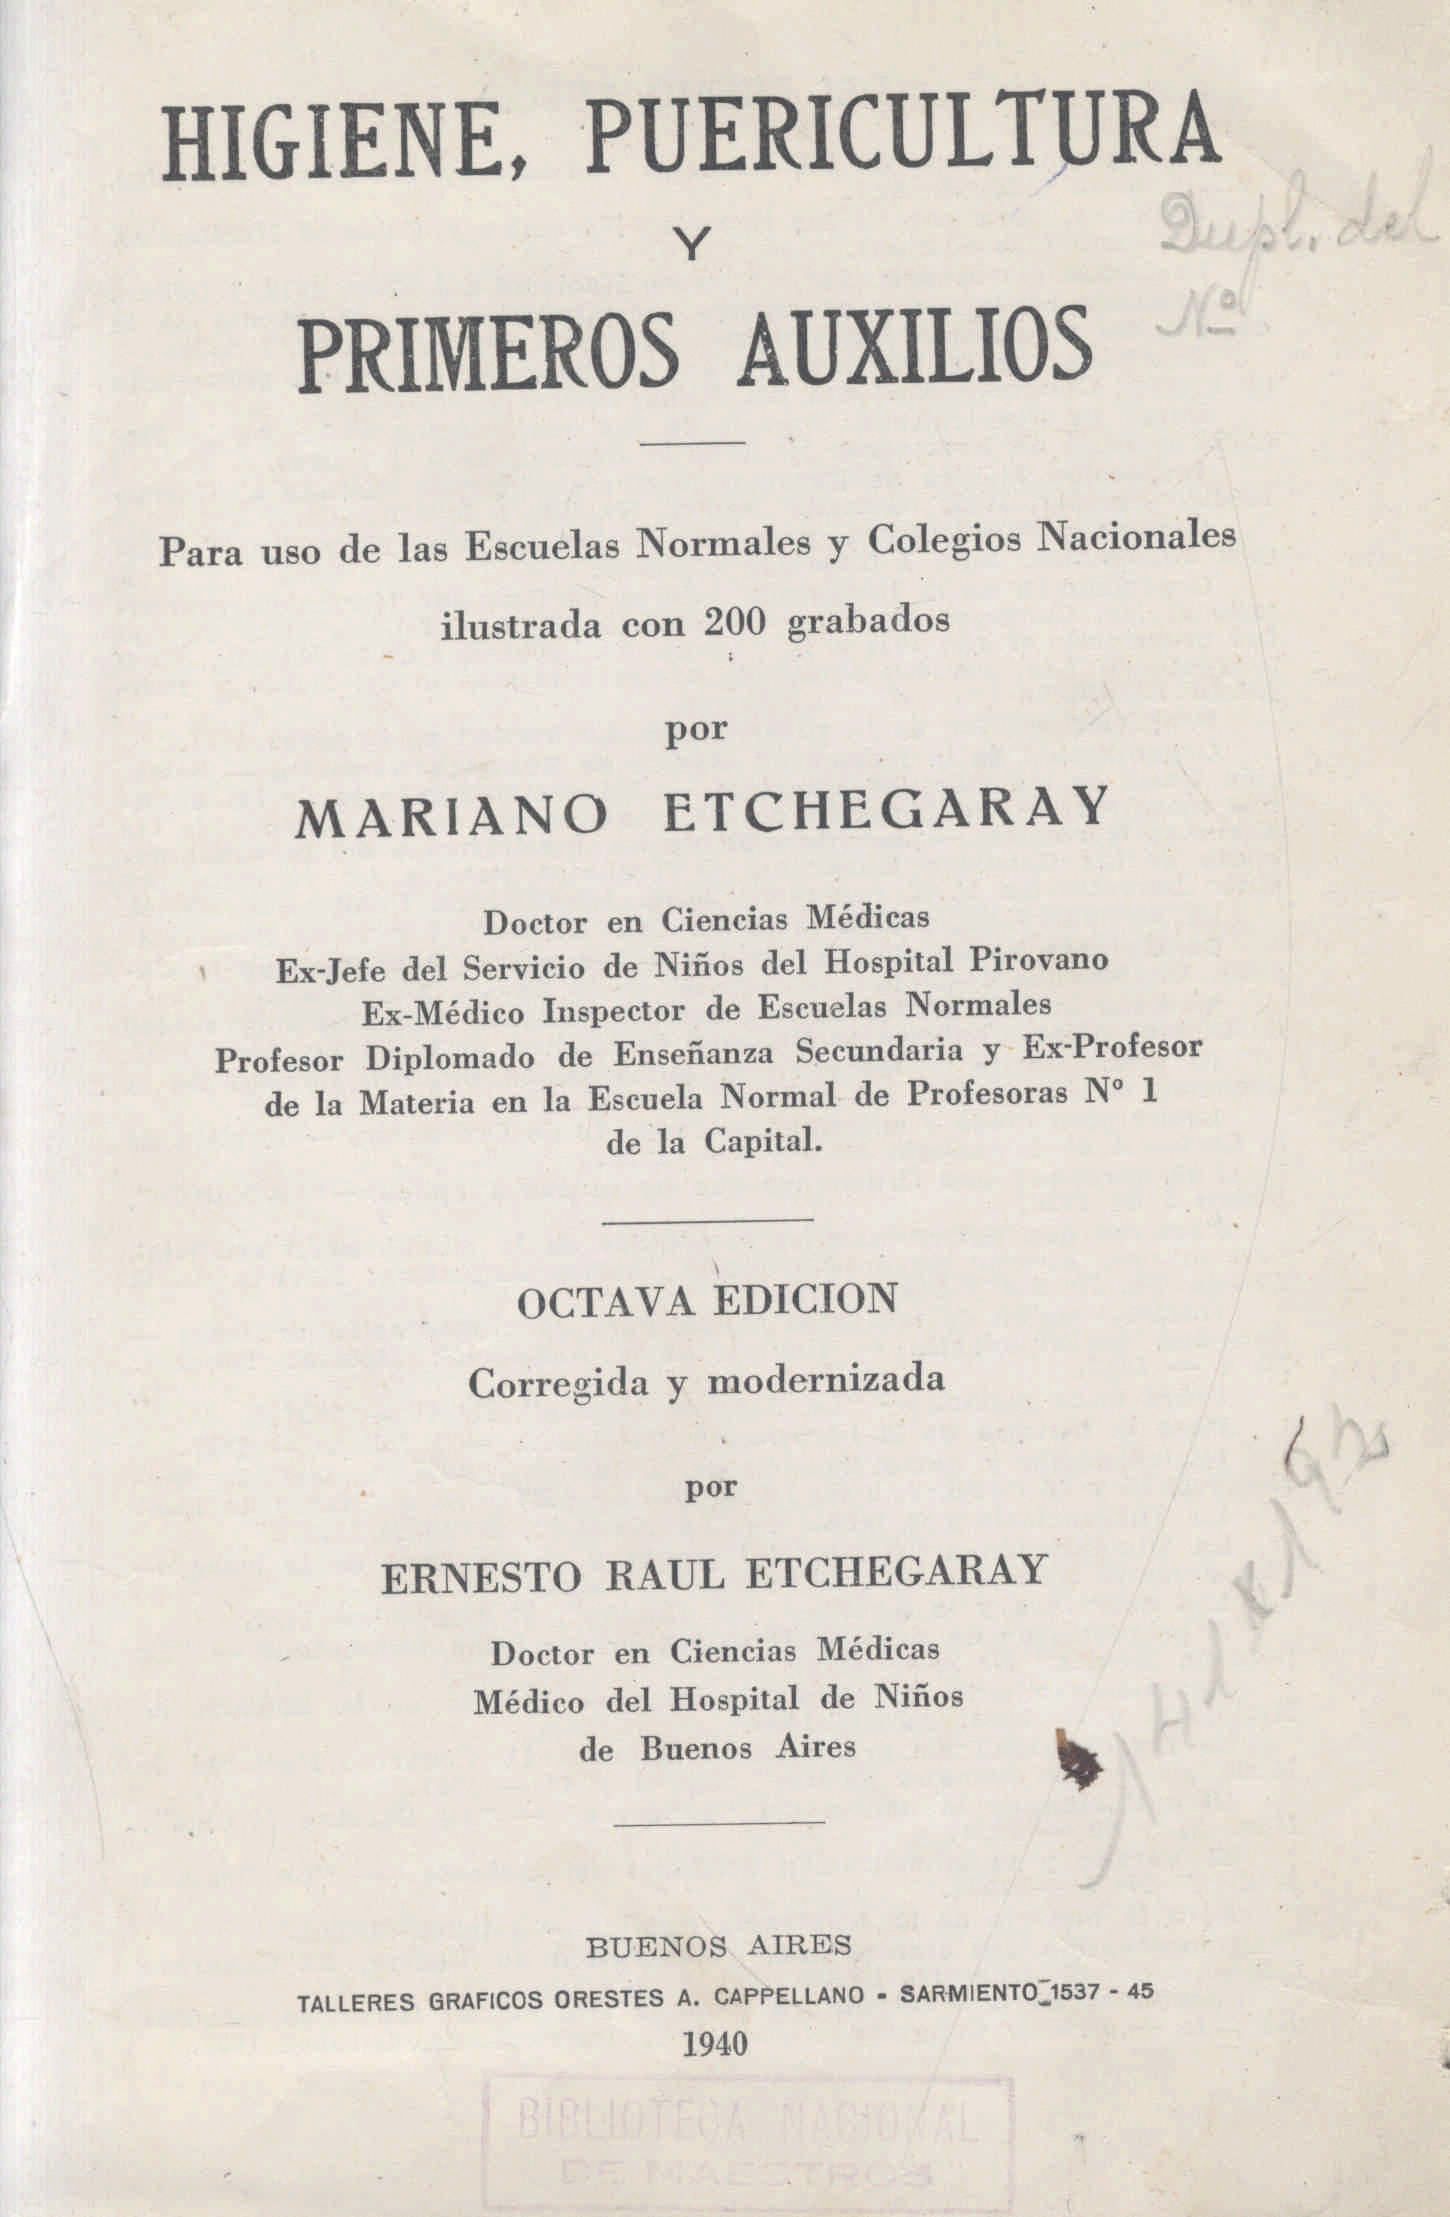 HIGIENE, PUERICULTURA
Y
PRIMEROS AUXILIOS
Dupl. del
Nº
Para uso de las Escuelas Normales y Colegios Nacionales
ilustrada con 200 grabados
por
MARIANO ETCHEGARAY
Doctor en Ciencias Médicas
Ex-Jefe del Servicio de Niños del Hospital Pirovano
Ex-Médico Inspector de Escuelas Normales
Profesor Diplomado de Enseñanza Secundaria y Ex-Profesor
de la Materia en la Escuela Normal de Profesoras Nº 1
de la Capital.
OCTAVA EDICION
Corregida y modernizada
por
ERNESTO RAUL ETCHEGARAY
Doctor en Ciencias Médicas
Médico del Hospital de Niños
de Buenos Aires
BUENOS AIRES
TALLERES GRAFICOS ORESTES A. CAPPELLANO - SARMIENTO 1537 - 45
1940
BIBLIOTECA NACIONAL
DE MAESTROS